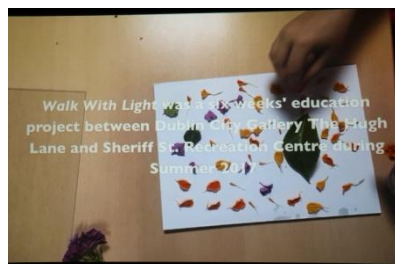 Walk With Light was a six weeks' education
project between Dublin City Gallery The Hugh
Lane and Sheriff St. Recreation Centre during
Summer 2017